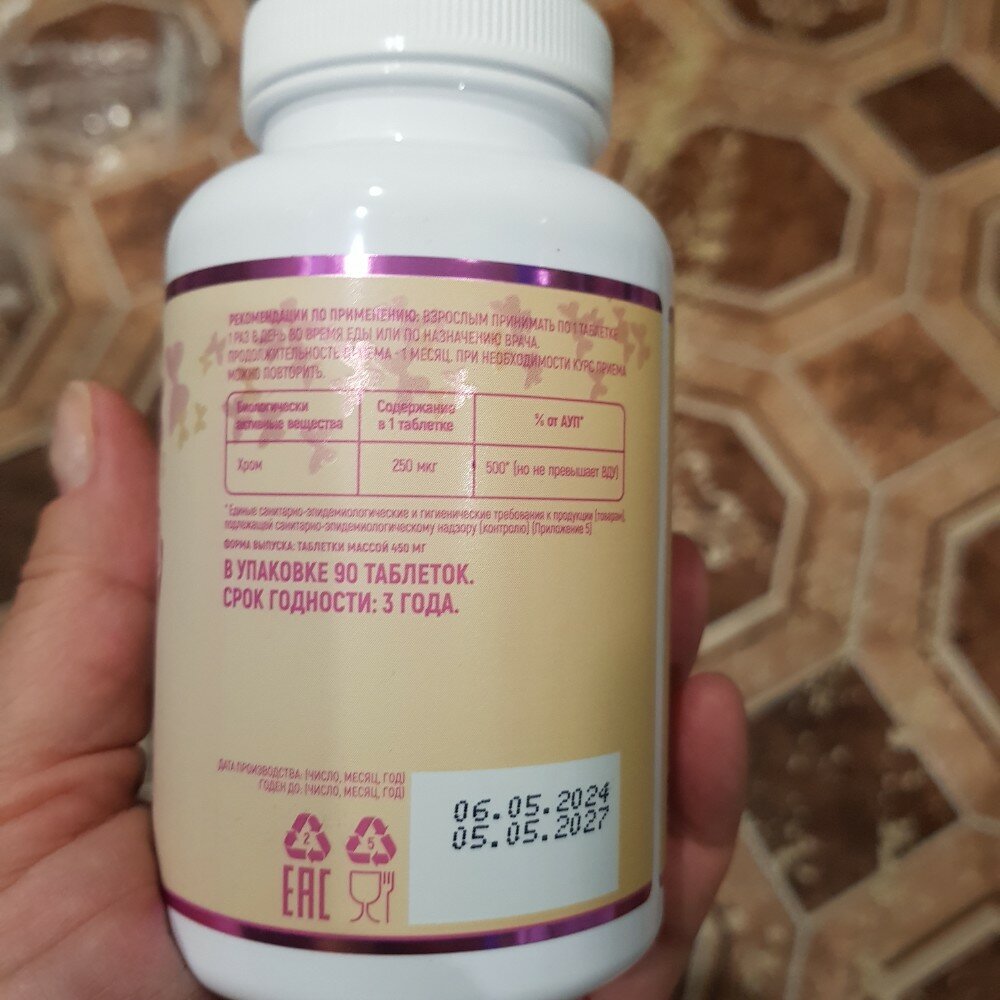 РЕКОМЕНДАЦИИ ПО ПРИМЕНЕНИЮ: ВЗРОСЛЫМ ПРИНИМАТЬ ПО 1 ТАБЛЕТКЕ
1 РАЗ В ДЕНЬ ВО ВРЕМЯ ЕДЫ ИЛИ ПО НАЗНАЧЕНИЮ ВРАЧА.
ПРОДОЛЖИТЕЛЬНОСТЬ ПРИЕМА - 1 МЕСЯЦ. ПРИ НЕОБХОДИМОСТИ КУРС ПРИЕМА
МОЖНО ПОВТОРИТЬ.
Биологически Содержание % от АУП*
активные вещества в 1 таблетке
Хром 250 мкг 500* (но не превышает ВДУ)
*Единые санитарно-эпидемиологические и гигиенические требования к продукции (товарам),
подлежащей санитарно-эпидемиологическому надзору (контролю) (Приложение 5)
ФОРМА ВЫПУСКА: ТАБЛЕТКИ МАССОЙ 450 МГ
В УПАКОВКЕ 90 ТАБЛЕТОК.
СРОК ГОДНОСТИ: 3 ГОДА.
ДАТА ПРОИЗВОДСТВА: (ЧИСЛО, МЕСЯЦ, ГОД) 06.05.2024
ГОДЕН ДО: (ЧИСЛО, МЕСЯЦ, ГОД) 05.05.2027
2 5
EAC